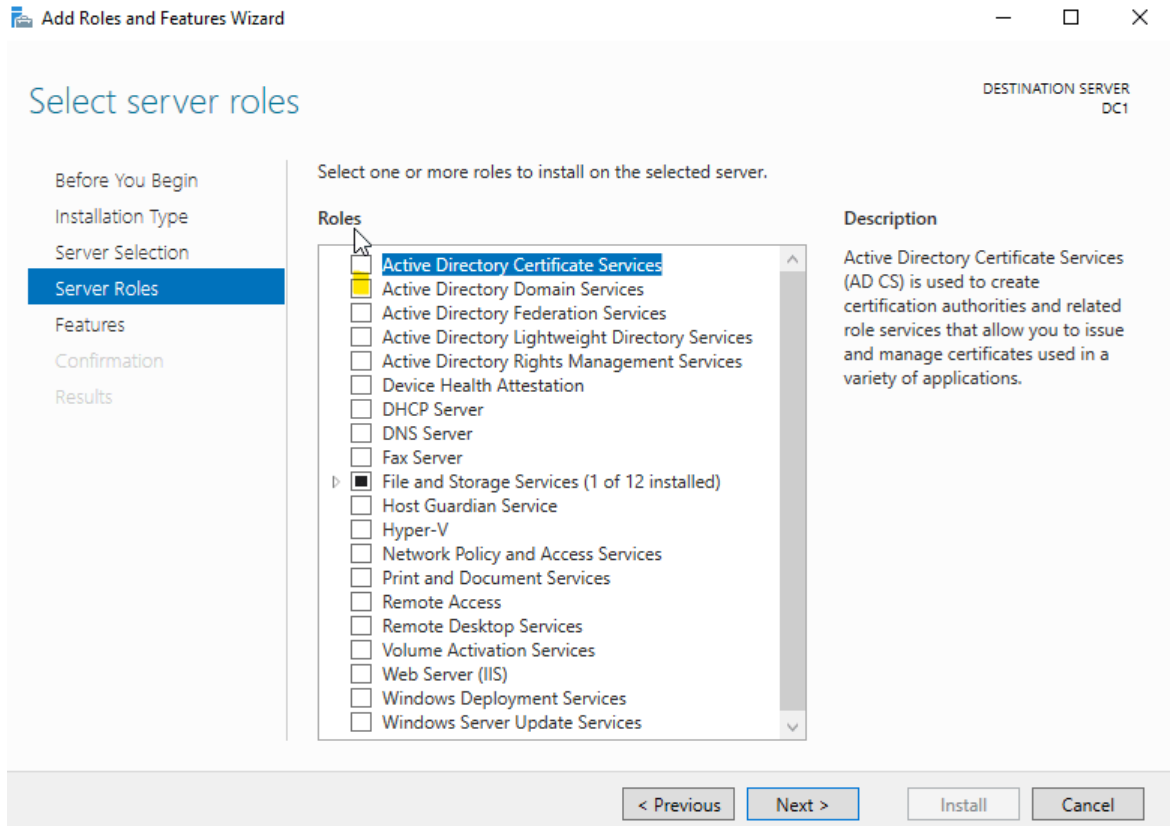 Add Roles and Features Wizard
Select server roles
DESTINATION SERVER
DC1
Before You Begin
Installation Type
Server Selection
Server Roles
Features
Confirmation
Results
Select one or more roles to install on the selected server.
Roles
Active Directory Certificate Services
Active Directory Domain Services
Active Directory Federation Services
Active Directory Lightweight Directory Services
Active Directory Rights Management Services
Device Health Attestation
DHCP Server
DNS Server
Fax Server
File and Storage Services (1 of 12 installed)
Host Guardian Service
Hyper-V
Network Policy and Access Services
Print and Document Services
Remote Access
Remote Desktop Services
Volume Activation Services
Web Server (IIS)
Windows Deployment Services
Windows Server Update Services
Description
Active Directory Certificate Services
(AD CS) is used to create
certification authorities and related
role services that allow you to issue
and manage certificates used in a
variety of applications.
< Previous
Next >
Install
Cancel